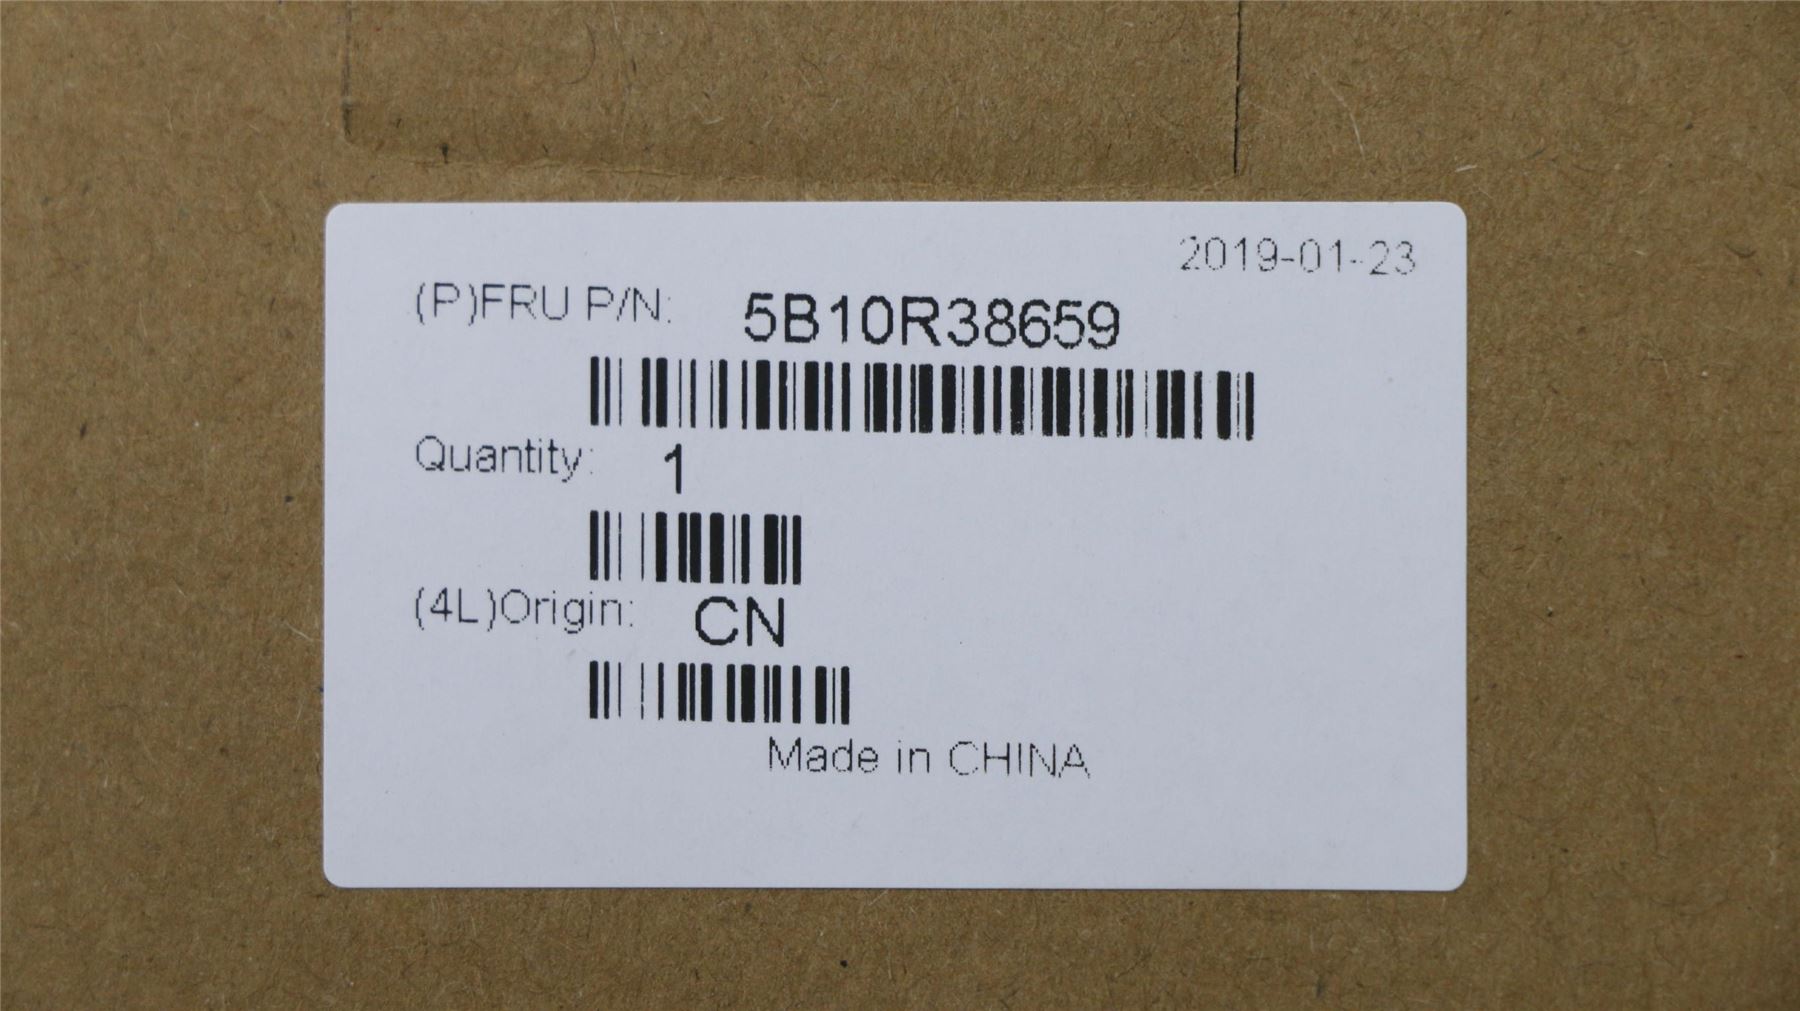 2019-01-23
(P)FRU P/N: 5B10R38659
Quantity: 1
(4L)Origin: CN
Made in CHINA